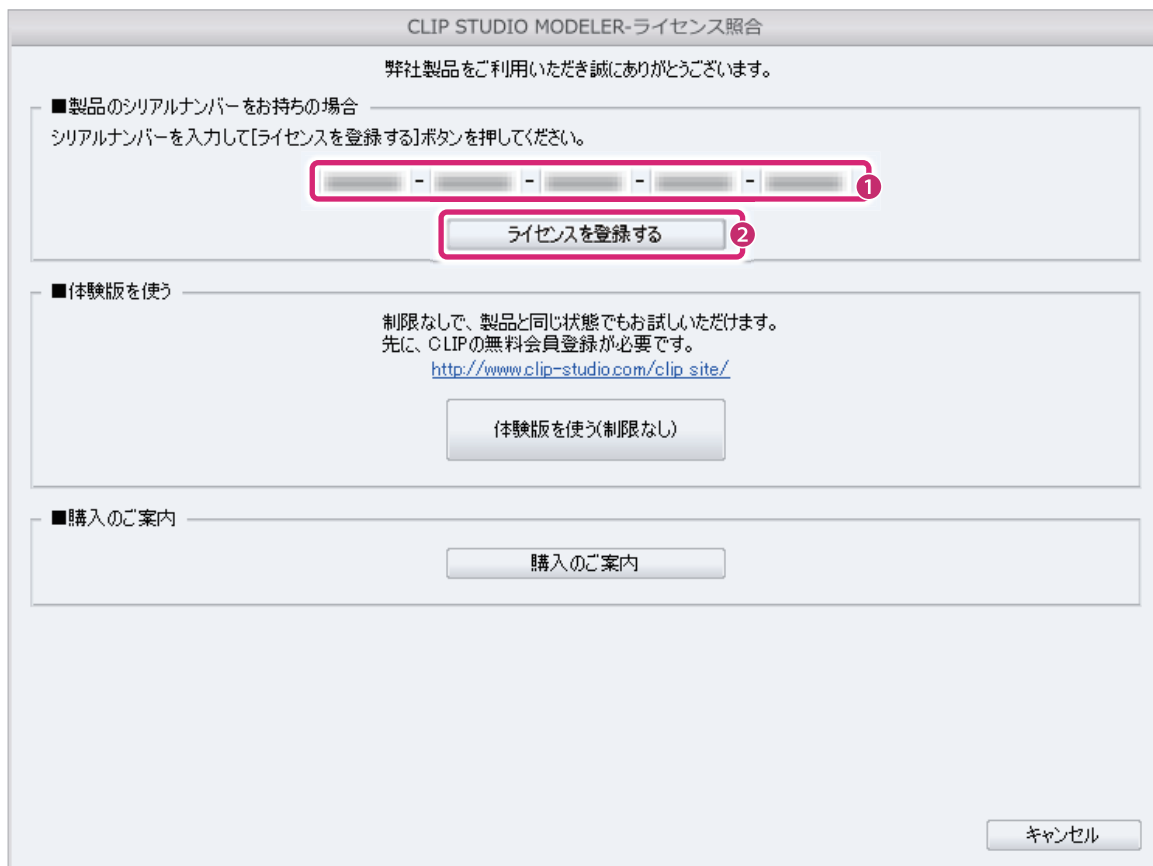 CLIP STUDIO MODELER-ライセンス照合
弊社製品をご利用いただき誠にありがとうございます。
■製品のシリアルナンバーをお持ちの場合
シリアルナンバーを入力して[ライセンスを登録する]ボタンを押してください。
- - - - ❶
ライセンスを登録する ❷
■体験版を使う
制限なしで、製品と同じ状態でもお試しいただけます。
先に、CLIPの無料会員登録が必要です。
http://www.clip-studio.com/clip_site/
体験版を使う(制限なし)
■購入のご案内
購入のご案内
キャンセル